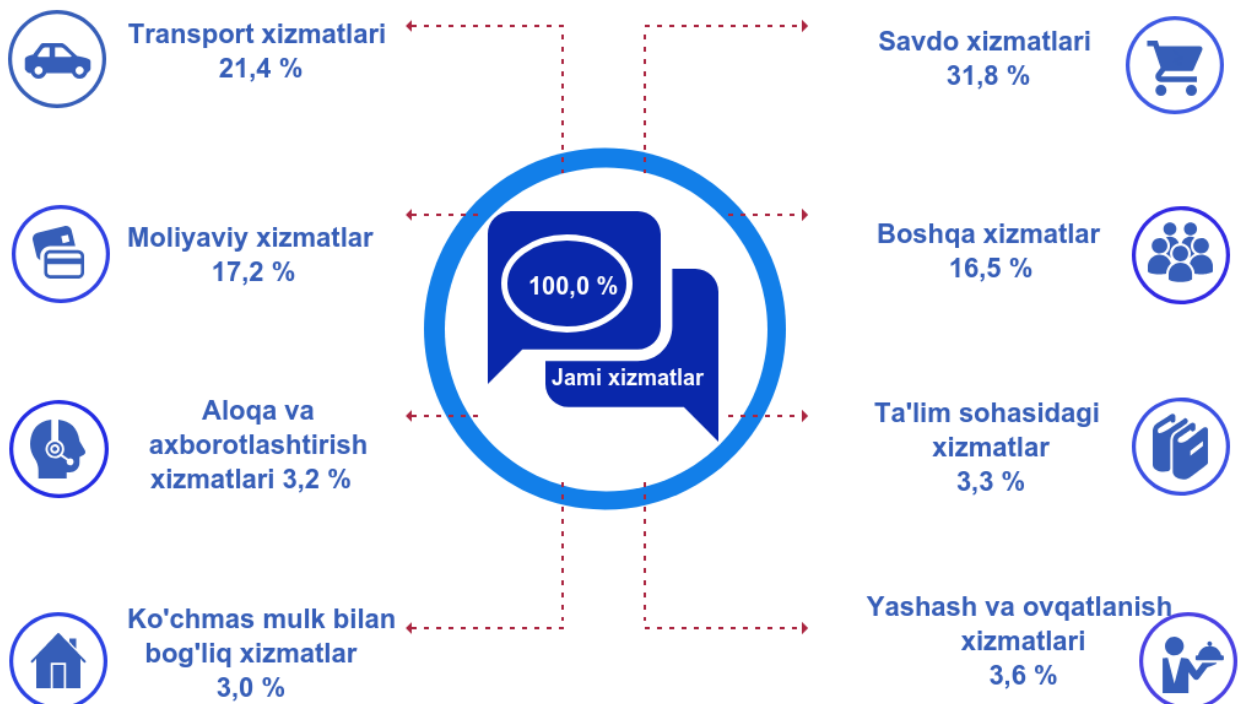 Transport xizmatlari
21,4 %
Savdo xizmatlari
31,8 %
Moliyaviy xizmatlar
17,2 %
Boshqa xizmatlar
16,5 %
100,0 %
Jami xizmatlar
Aloqa va
axborotlashtirish
xizmatlari 3,2 %
Ta'lim sohasidagi
xizmatlar
3,3 %
Ko'chmas mulk bilan
bog'liq xizmatlar
3,0 %
Yashash va ovqatlanish
xizmatlari
3,6 %